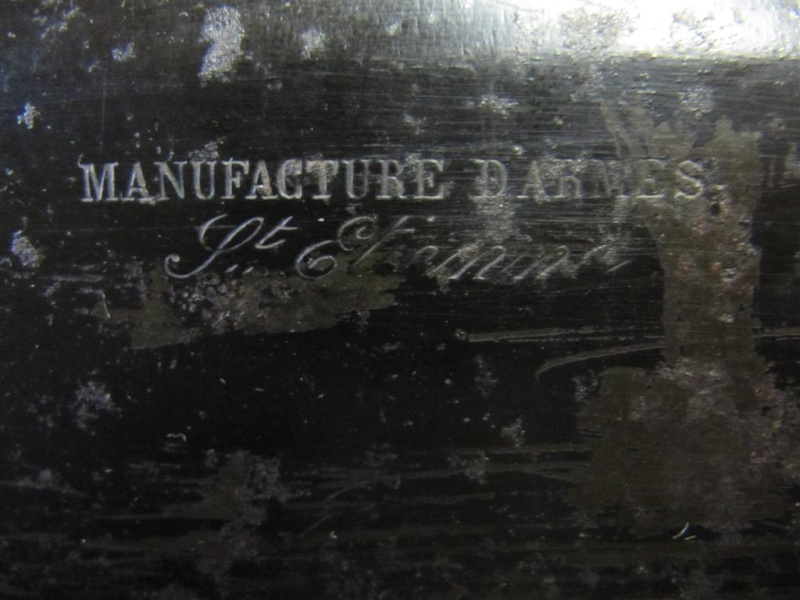 MANUFACTURE D'ARMES
St. Etienne